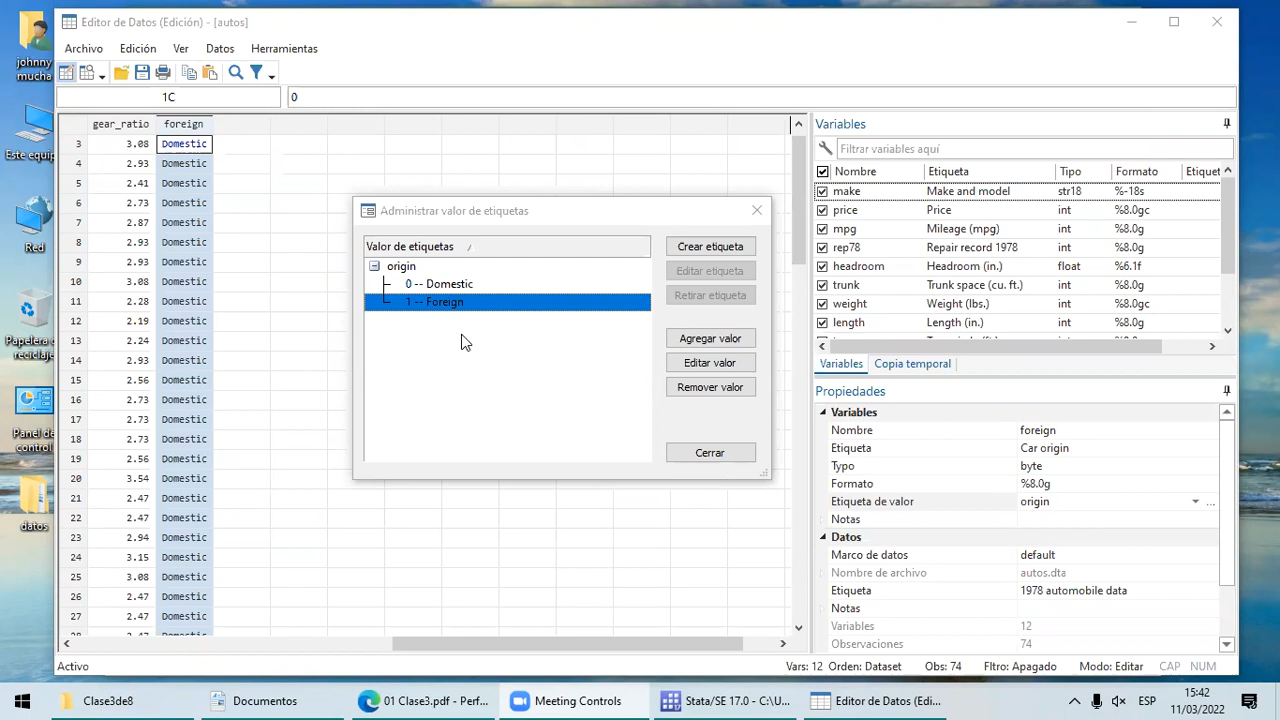 johnny
mucha
Este equip
Red
Papelera d
reciclaje
Panel de
control
datos
Editor de Datos (Edición) - [autos]
Archivo Edición Ver Datos Herramientas
1C 0
gear_ratio foreign
3 3.08 Domestic
4 2.93 Domestic
5 2.41 Domestic
6 2.73 Domestic
7 2.87 Domestic
8 2.93 Domestic
9 2.93 Domestic
10 3.08 Domestic
11 2.28 Domestic
12 2.19 Domestic
13 2.24 Domestic
14 2.93 Domestic
15 2.56 Domestic
16 2.73 Domestic
17 2.73 Domestic
18 2.73 Domestic
19 2.56 Domestic
20 3.54 Domestic
21 2.47 Domestic
22 2.47 Domestic
23 2.94 Domestic
24 3.15 Domestic
25 3.08 Domestic
26 2.47 Domestic
27 2.47 Domestic
28 2.47 Domestic
Administrar valor de etiquetas
Valor de etiquetas
origin
0 -- Domestic
1 -- Foreign
Crear etiqueta
Editar etiqueta
Retirar etiqueta
Agregar valor
Editar valor
Remover valor
Cerrar
Variables
Filtrar variables aquí
Nombre Etiqueta Tipo Formato Etiquet
make Make and model str18 %-18s
price Price int %8.0gc
mpg Mileage (mpg) int %8.0g
rep78 Repair record 1978 int %8.0g
headroom Headroom (in.) float %6.1f
trunk Trunk space (cu. ft.) int %8.0g
weight Weight (lbs.) int %8.0gc
length Length (in.) int %8.0g
Variables Copia temporal
Propiedades
Variables
Nombre foreign
Etiqueta Car origin
Typo byte
Formato %8.0g
Etiqueta de valor origin ...
Notas
Datos
Marco de datos default
Nombre de archivo autos.dta
Etiqueta 1978 automobile data
Notas
Variables 12
Observaciones 74
Activo Vars: 12 Orden: Dataset Obs: 74 Fltro: Apagado Modo: Editar CAP NUM
Clase3tr8 Documentos 01 Clase3.pdf - Perf... Meeting Controls Stata/SE 17.0 - C:\U... Editor de Datos (Edi... ESP 15:42
11/03/2022